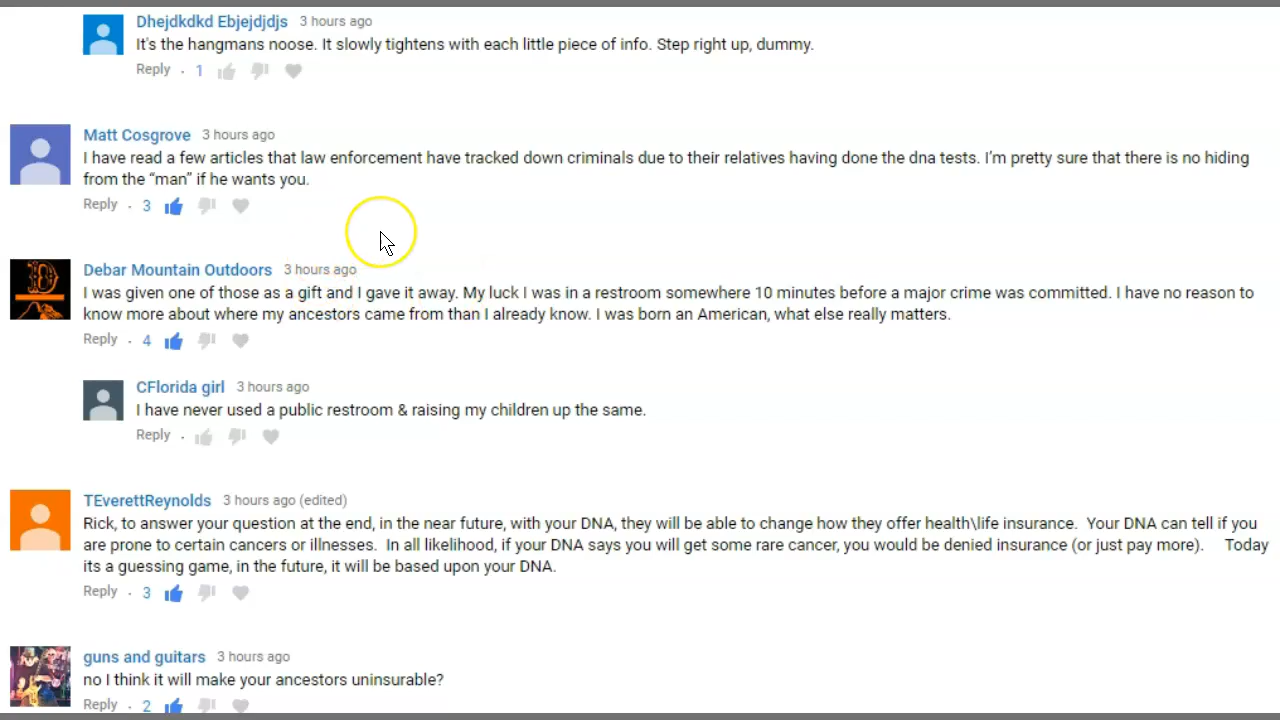 Dhejdkdkd Ebjejdjdjs 3 hours ago
It's the hangmans noose. It slowly tightens with each little piece of info. Step right up, dummy.
Reply · 1
Matt Cosgrove 3 hours ago
I have read a few articles that law enforcement have tracked down criminals due to their relatives having done the dna tests. I'm pretty sure that there is no hiding
from the “man” if he wants you.
Reply · 3
Debar Mountain Outdoors 3 hours ago
I was given one of those as a gift and I gave it away. My luck I was in a restroom somewhere 10 minutes before a major crime was committed. I have no reason to
know more about where my ancestors came from than I already know. I was born an American, what else really matters.
Reply · 4
CFlorida girl 3 hours ago
I have never used a public restroom & raising my children up the same.
Reply ·
TEverettReynolds 3 hours ago (edited)
Rick, to answer your question at the end, in the near future, with your DNA, they will be able to change how they offer health\life insurance. Your DNA can tell if you
are prone to certain cancers or illnesses. In all likelihood, if your DNA says you will get some rare cancer, you would be denied insurance (or just pay more). Today
its a guessing game, in the future, it will be based upon your DNA.
Reply · 3
guns and guitars 3 hours ago
no I think it will make your ancestors uninsurable?
Reply · 2